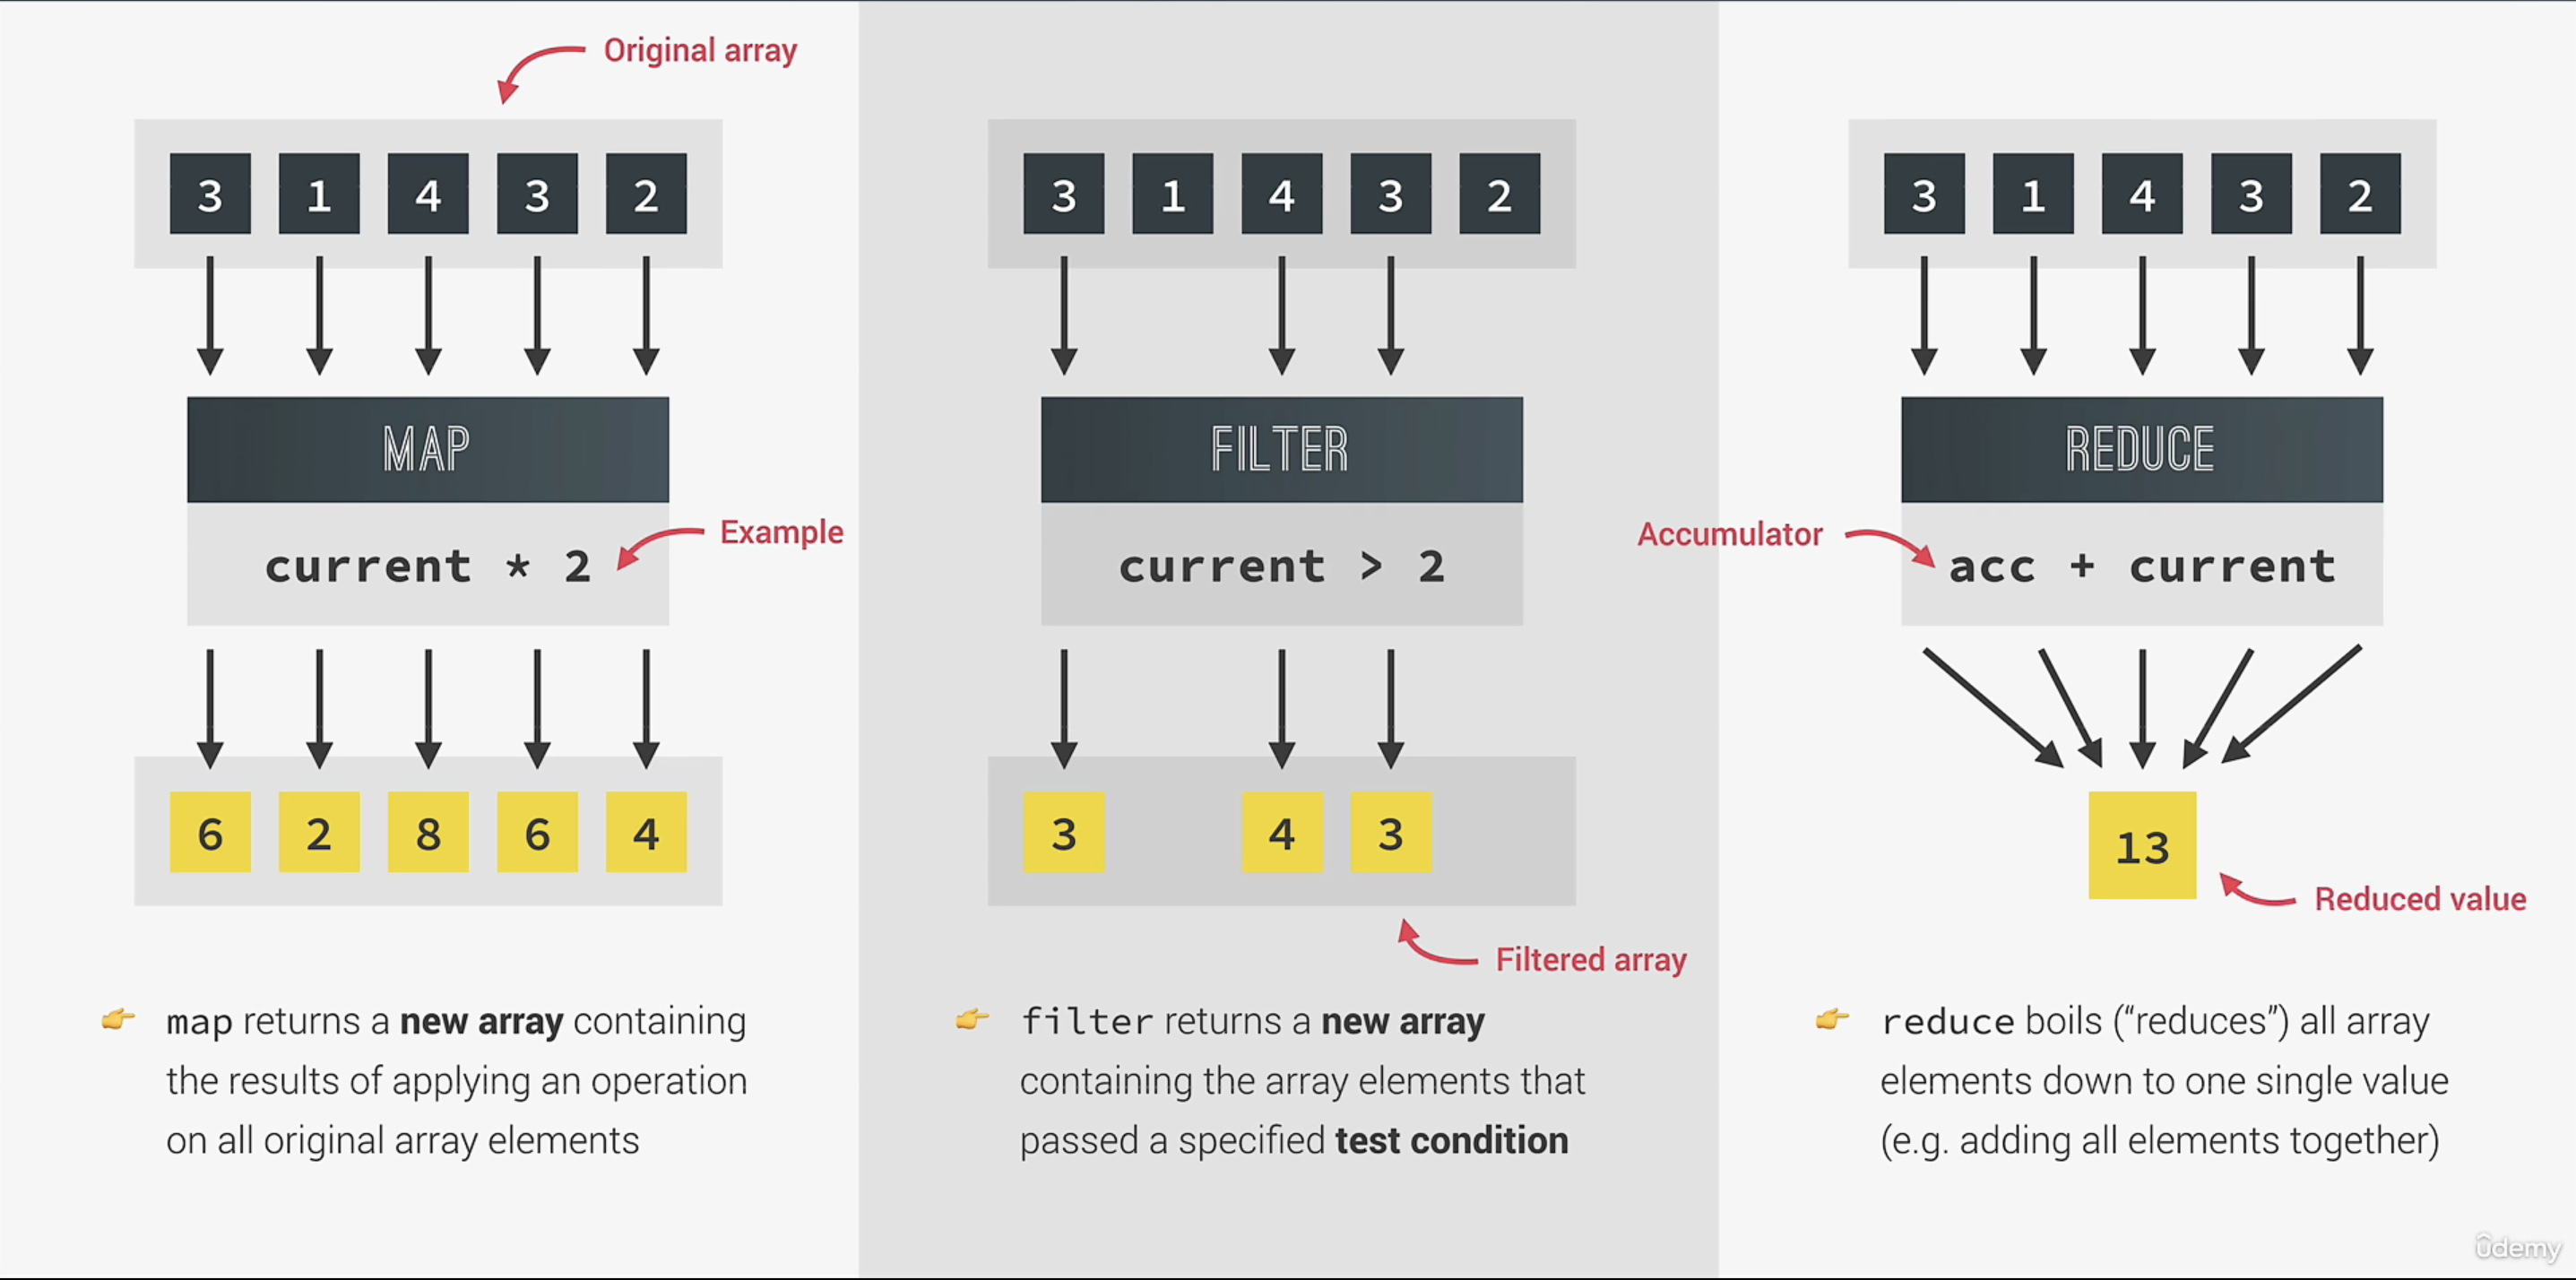 Original array
3 1 4 3 2
MAP
current * 2
Example
6 2 8 6 4
👉 map returns a new array containing
the results of applying an operation
on all original array elements
3 1 4 3 2
FILTER
current > 2
3 4 3
Filtered array
👉 filter returns a new array
containing the array elements that
passed a specified test condition
3 1 4 3 2
REDUCE
Accumulator
acc + current
13
Reduced value
👉 reduce boils (“reduces”) all array
elements down to one single value
(e.g. adding all elements together)
ûdemy